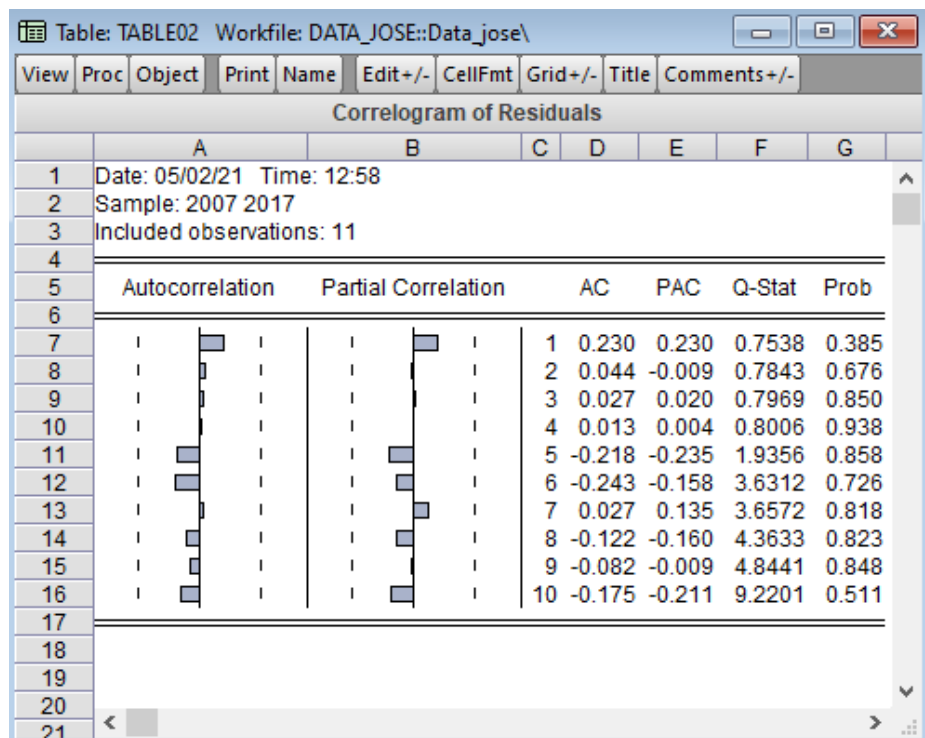 Table: TABLE02 Workfile: DATA_JOSE::Data_jose\
View Proc Object Print Name Edit+/- CellFmt Grid+/- Title Comments+/-
Correlogram of Residuals
A B C D E F G
1 Date: 05/02/21 Time: 12:58
2 Sample: 2007 2017
3 Included observations: 11
4
5 Autocorrelation Partial Correlation AC PAC Q-Stat Prob
6
7 1 0.230 0.230 0.7538 0.385
8 2 0.044 -0.009 0.7843 0.676
9 3 0.027 0.020 0.7969 0.850
10 4 0.013 0.004 0.8006 0.938
11 5 -0.218 -0.235 1.9356 0.858
12 6 -0.243 -0.158 3.6312 0.726
13 7 0.027 0.135 3.6572 0.818
14 8 -0.122 -0.160 4.3633 0.823
15 9 -0.082 -0.009 4.8441 0.848
16 10 -0.175 -0.211 9.2201 0.511
17
18
19
20
21